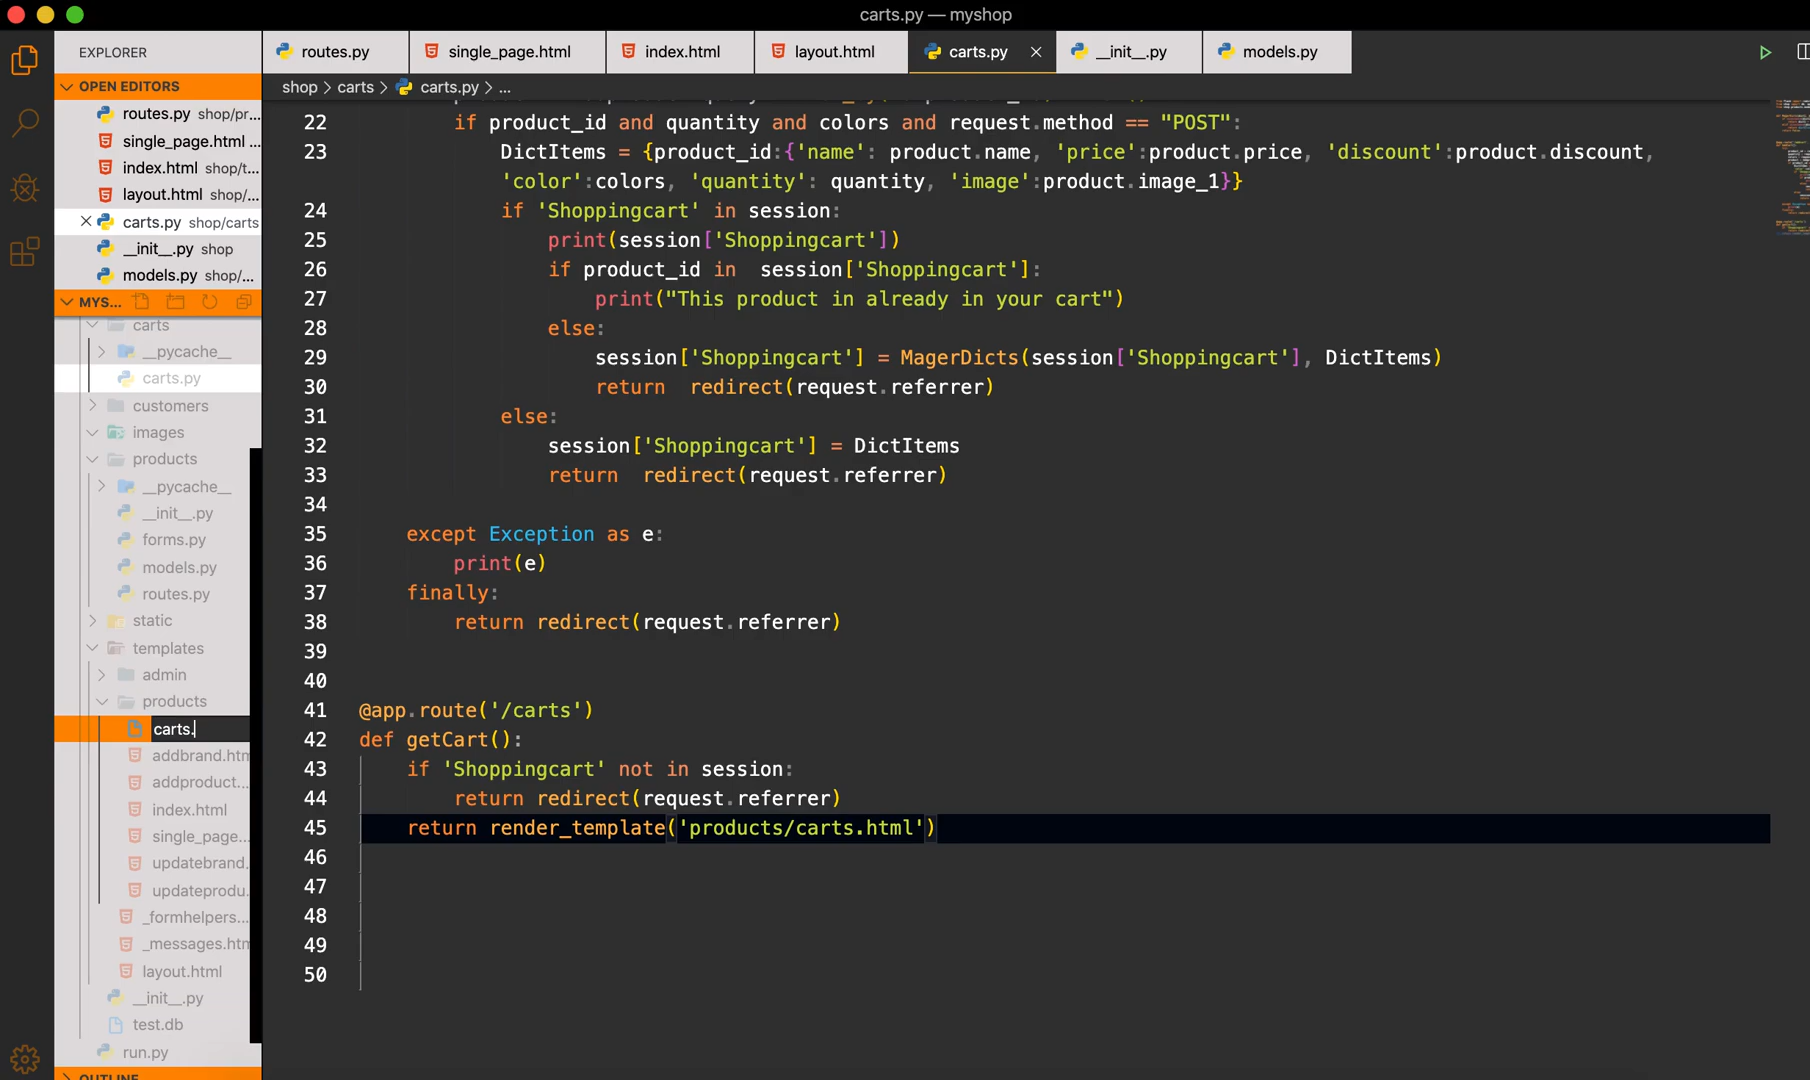 carts.py — myshop
EXPLORER
routes.py
single_page.html
index.html
layout.html
carts.py
__init__.py
models.py
OPEN EDITORS
shop > carts > carts.py > ...
routes.py shop/pr...
single_page.html ...
index.html shop/t...
layout.html shop/...
carts.py shop/carts
__init__.py shop
models.py shop/...
MYS...
carts
__pycache__
carts.py
customers
images
products
__pycache__
__init__.py
forms.py
models.py
routes.py
static
templates
admin
products
carts.
addbrand.htm
addproduct...
index.html
single_page...
updatebrand...
updateprodu...
_formhelpers...
_messages.htm
layout.html
__init__.py
test.db
run.py
OUTLINE
22 if product_id and quantity and colors and request.method == "POST":
23 DictItems = {product_id:{'name': product.name, 'price':product.price, 'discount':product.discount,
'color':colors, 'quantity': quantity, 'image':product.image_1}}
24 if 'Shoppingcart' in session:
25 print(session['Shoppingcart'])
26 if product_id in  session['Shoppingcart']:
27 print("This product in already in your cart")
28 else:
29 session['Shoppingcart'] = MagerDicts(session['Shoppingcart'], DictItems)
30 return  redirect(request.referrer)
31 else:
32 session['Shoppingcart'] = DictItems
33 return  redirect(request.referrer)
34
35 except Exception as e:
36 print(e)
37 finally:
38 return redirect(request.referrer)
39
40
41 @app.route('/carts')
42 def getCart():
43 if 'Shoppingcart' not in session:
44 return redirect(request.referrer)
45 return render_template('products/carts.html')
46
47
48
49
50